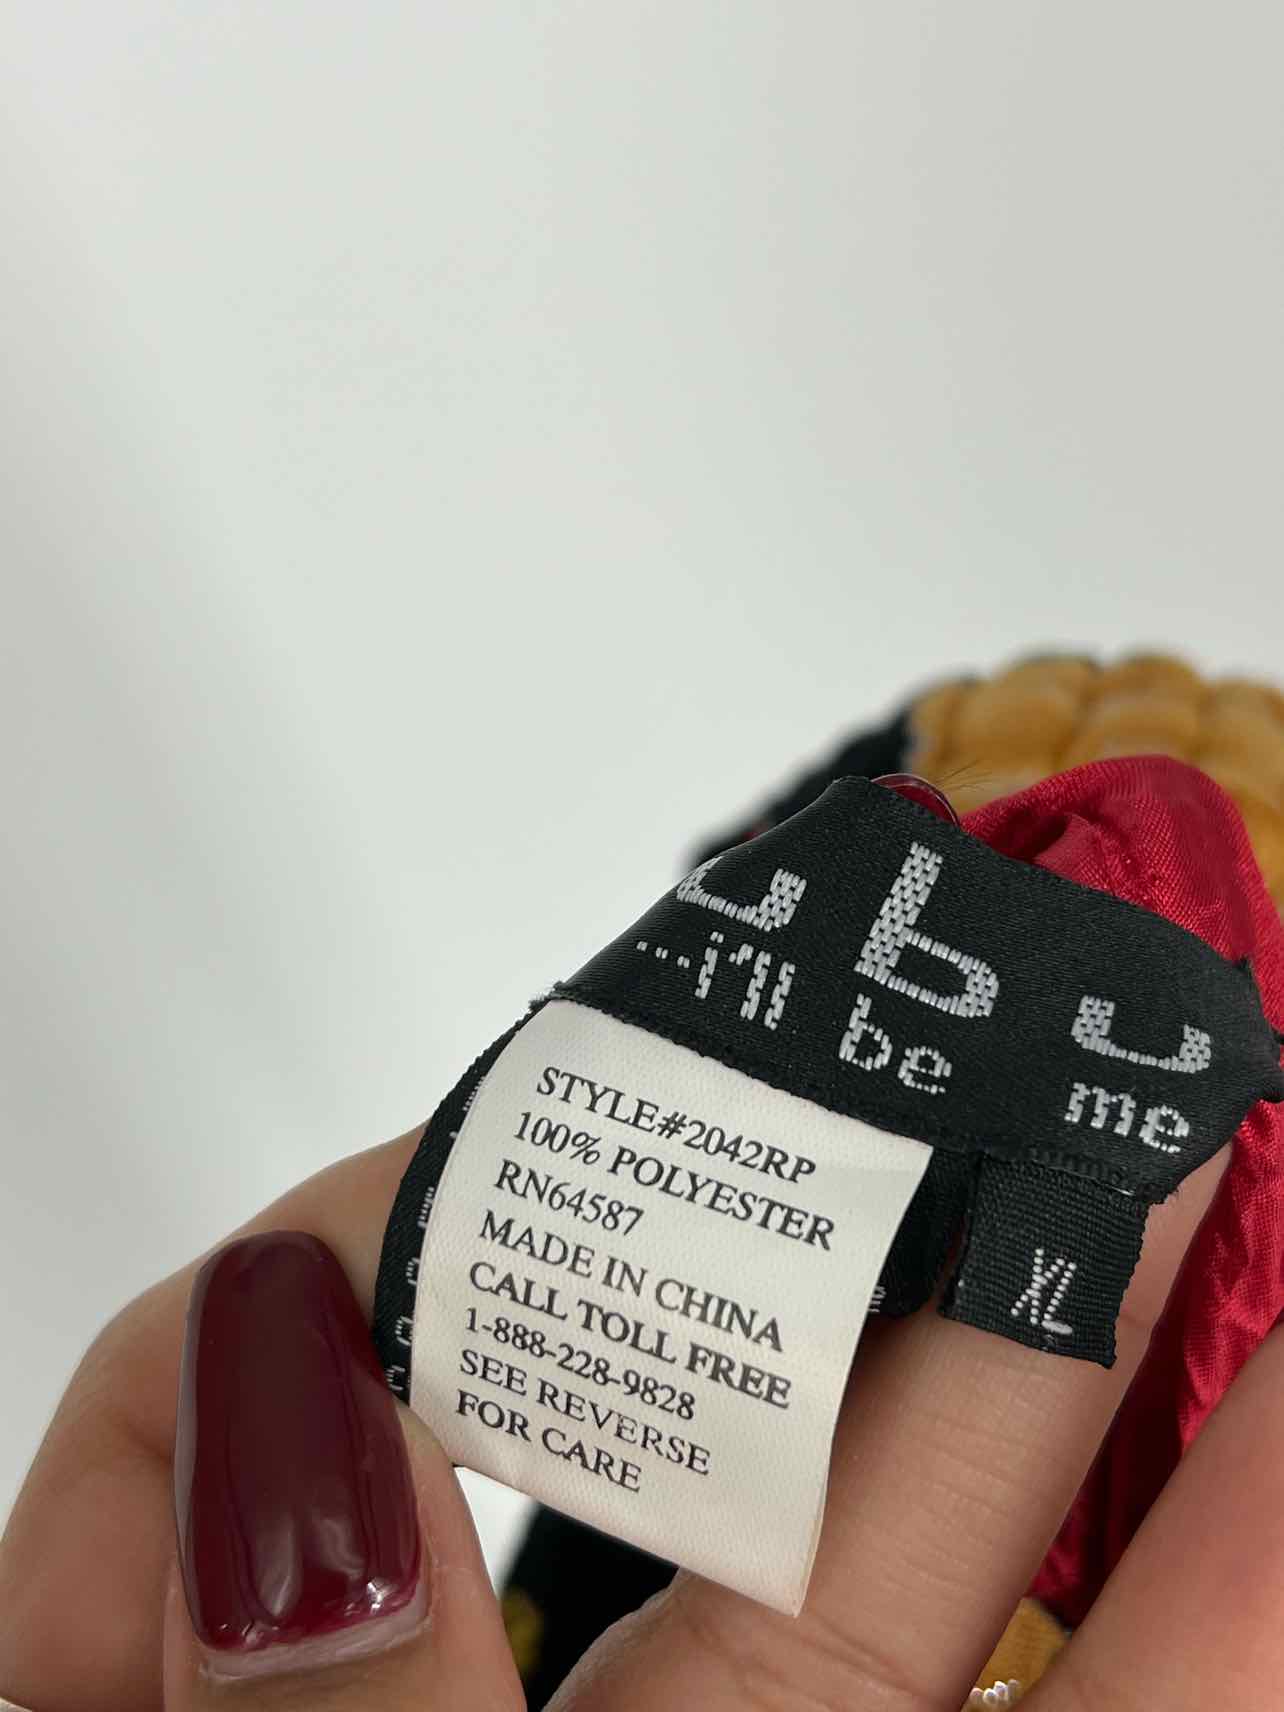 u b u
...i'll be me
XL
STYLE#2042RP
100% POLYESTER
RN64587
MADE IN CHINA
CALL TOLL FREE
1-888-228-9828
SEE REVERSE
FOR CARE